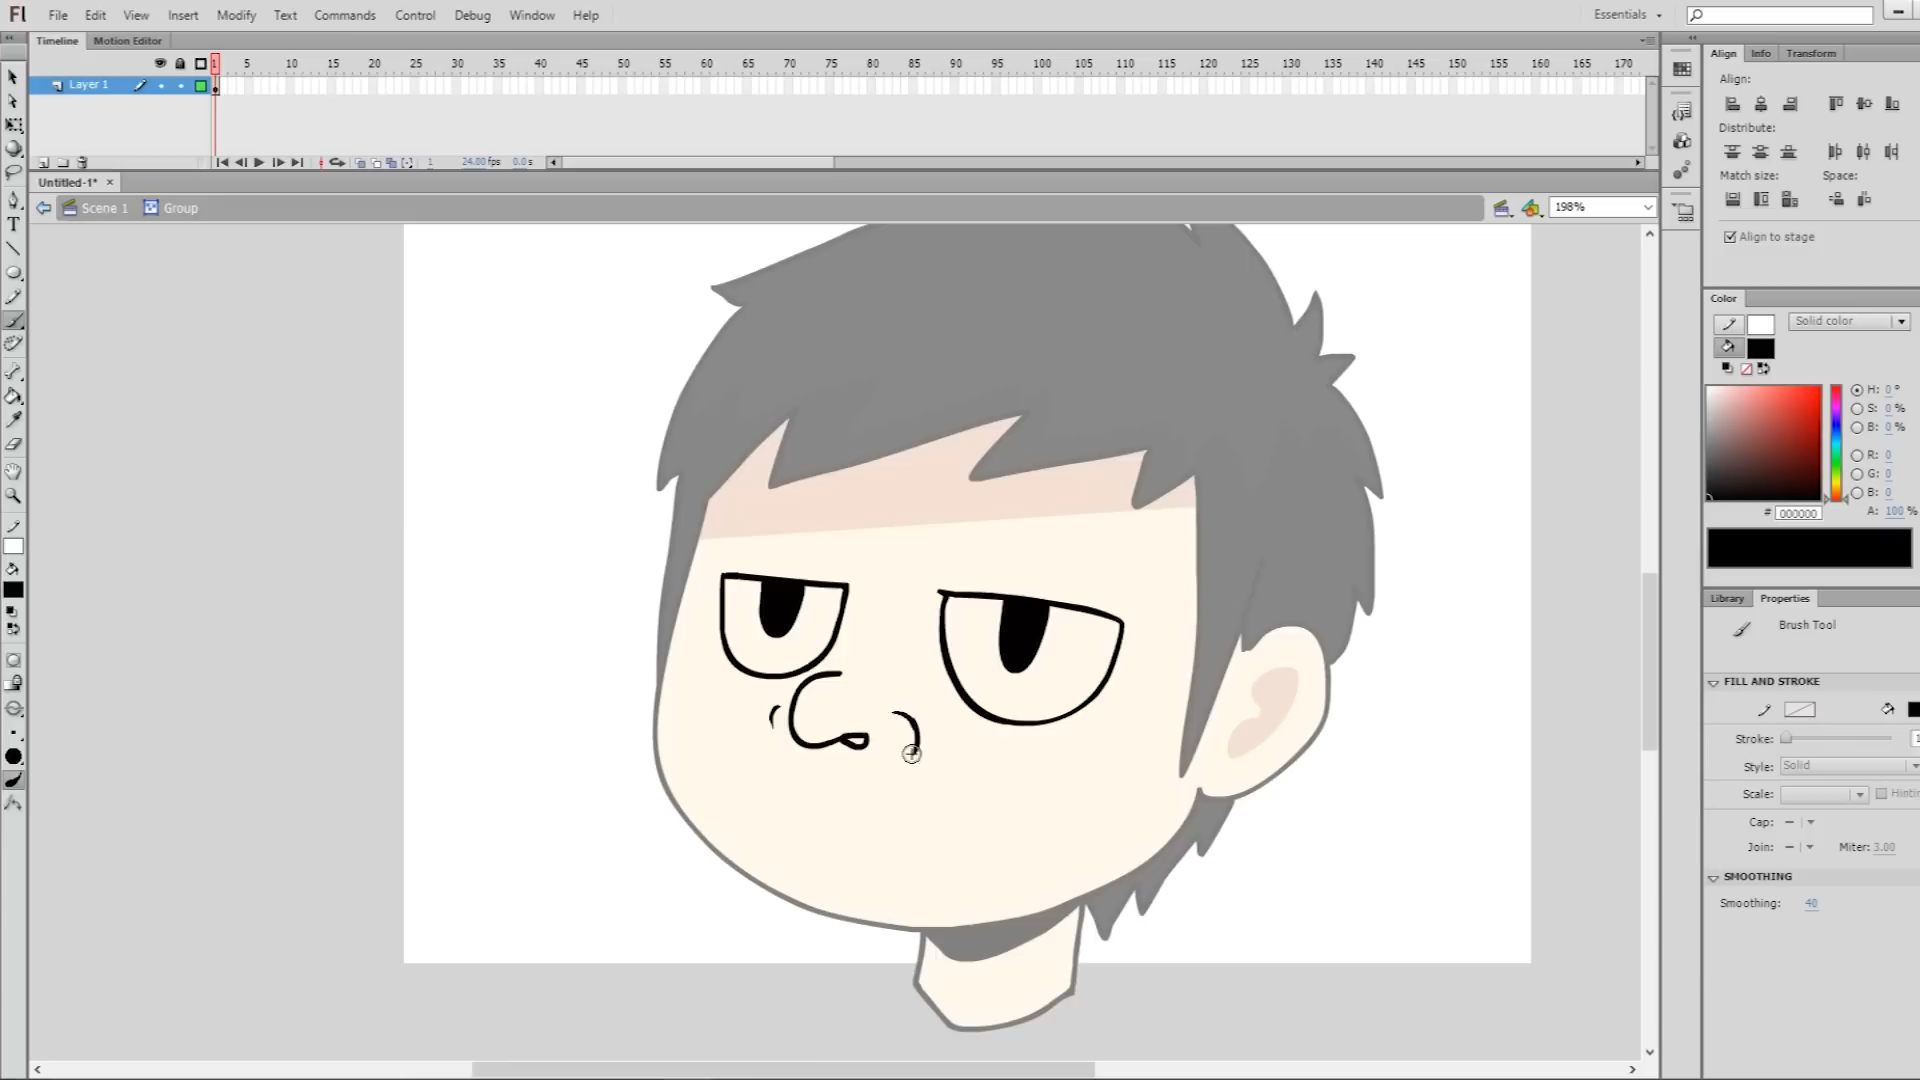 Fl File Edit View Insert Modify Text Commands Control Debug Window Help Essentials
Timeline Motion Editor
1 5 10 15 20 25 30 35 40 45 50 55 60 65 70 75 80 85 90 95 100 105 110 115 120 125 130 135 140 145 150 155 160 165 170
Layer 1
1 24.00 fps 0.0 s
Untitled-1*
Scene 1 Group 198%
Align Info Transform
Align:
Distribute:
Match size: Space:
Align to stage
Color
Solid color
H: 0 °
S: 0 %
B: 0 %
R: 0
G: 0
B: 0
# 000000 A: 100 %
Library Properties
Brush Tool
FILL AND STROKE
Stroke: 1
Style: Solid
Scale: Hintin
Cap:
Join: Miter: 3.00
SMOOTHING
Smoothing: 40